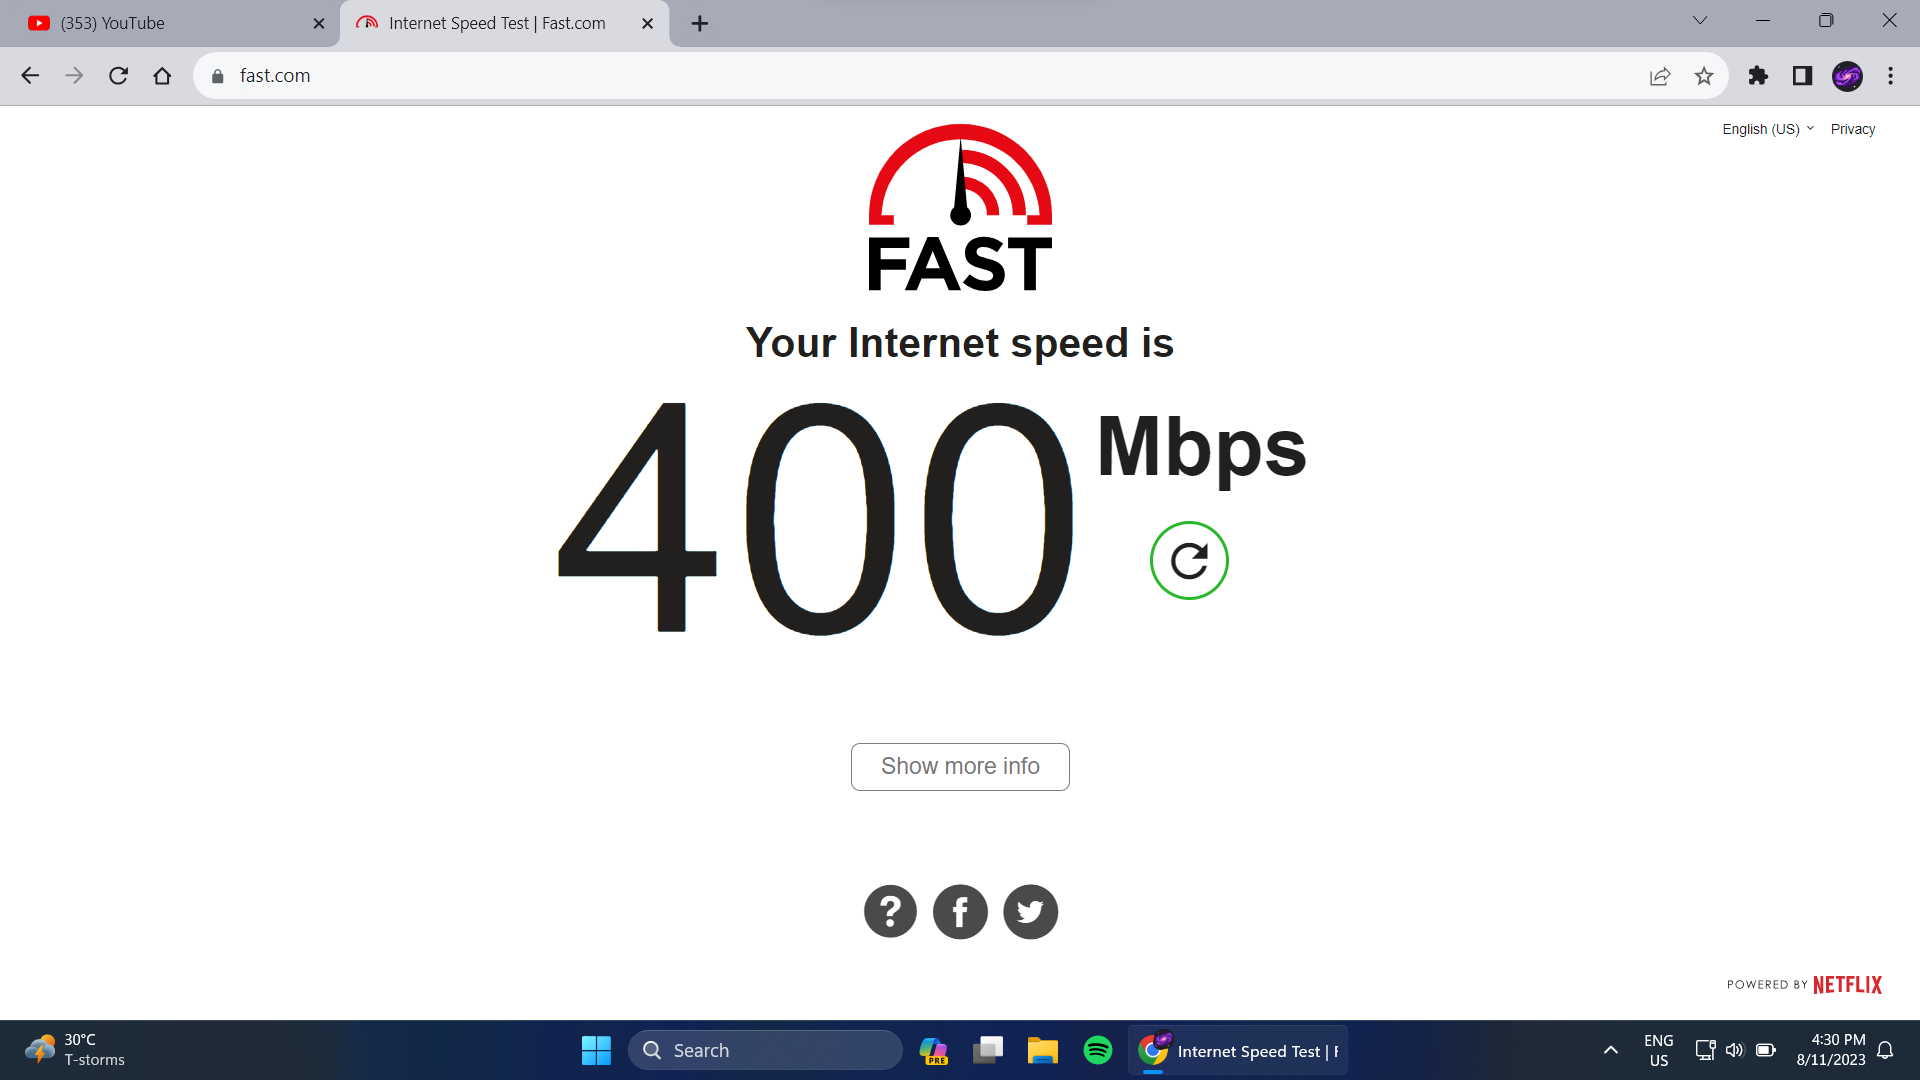 (353) YouTube
Internet Speed Test | Fast.com
fast.com
English (US)
Privacy
FAST
Your Internet speed is
400 Mbps
Show more info
POWERED BY NETFLIX
30°C
T-storms
Search
PRE
Internet Speed Test | F
ENG
US
4:30 PM
8/11/2023